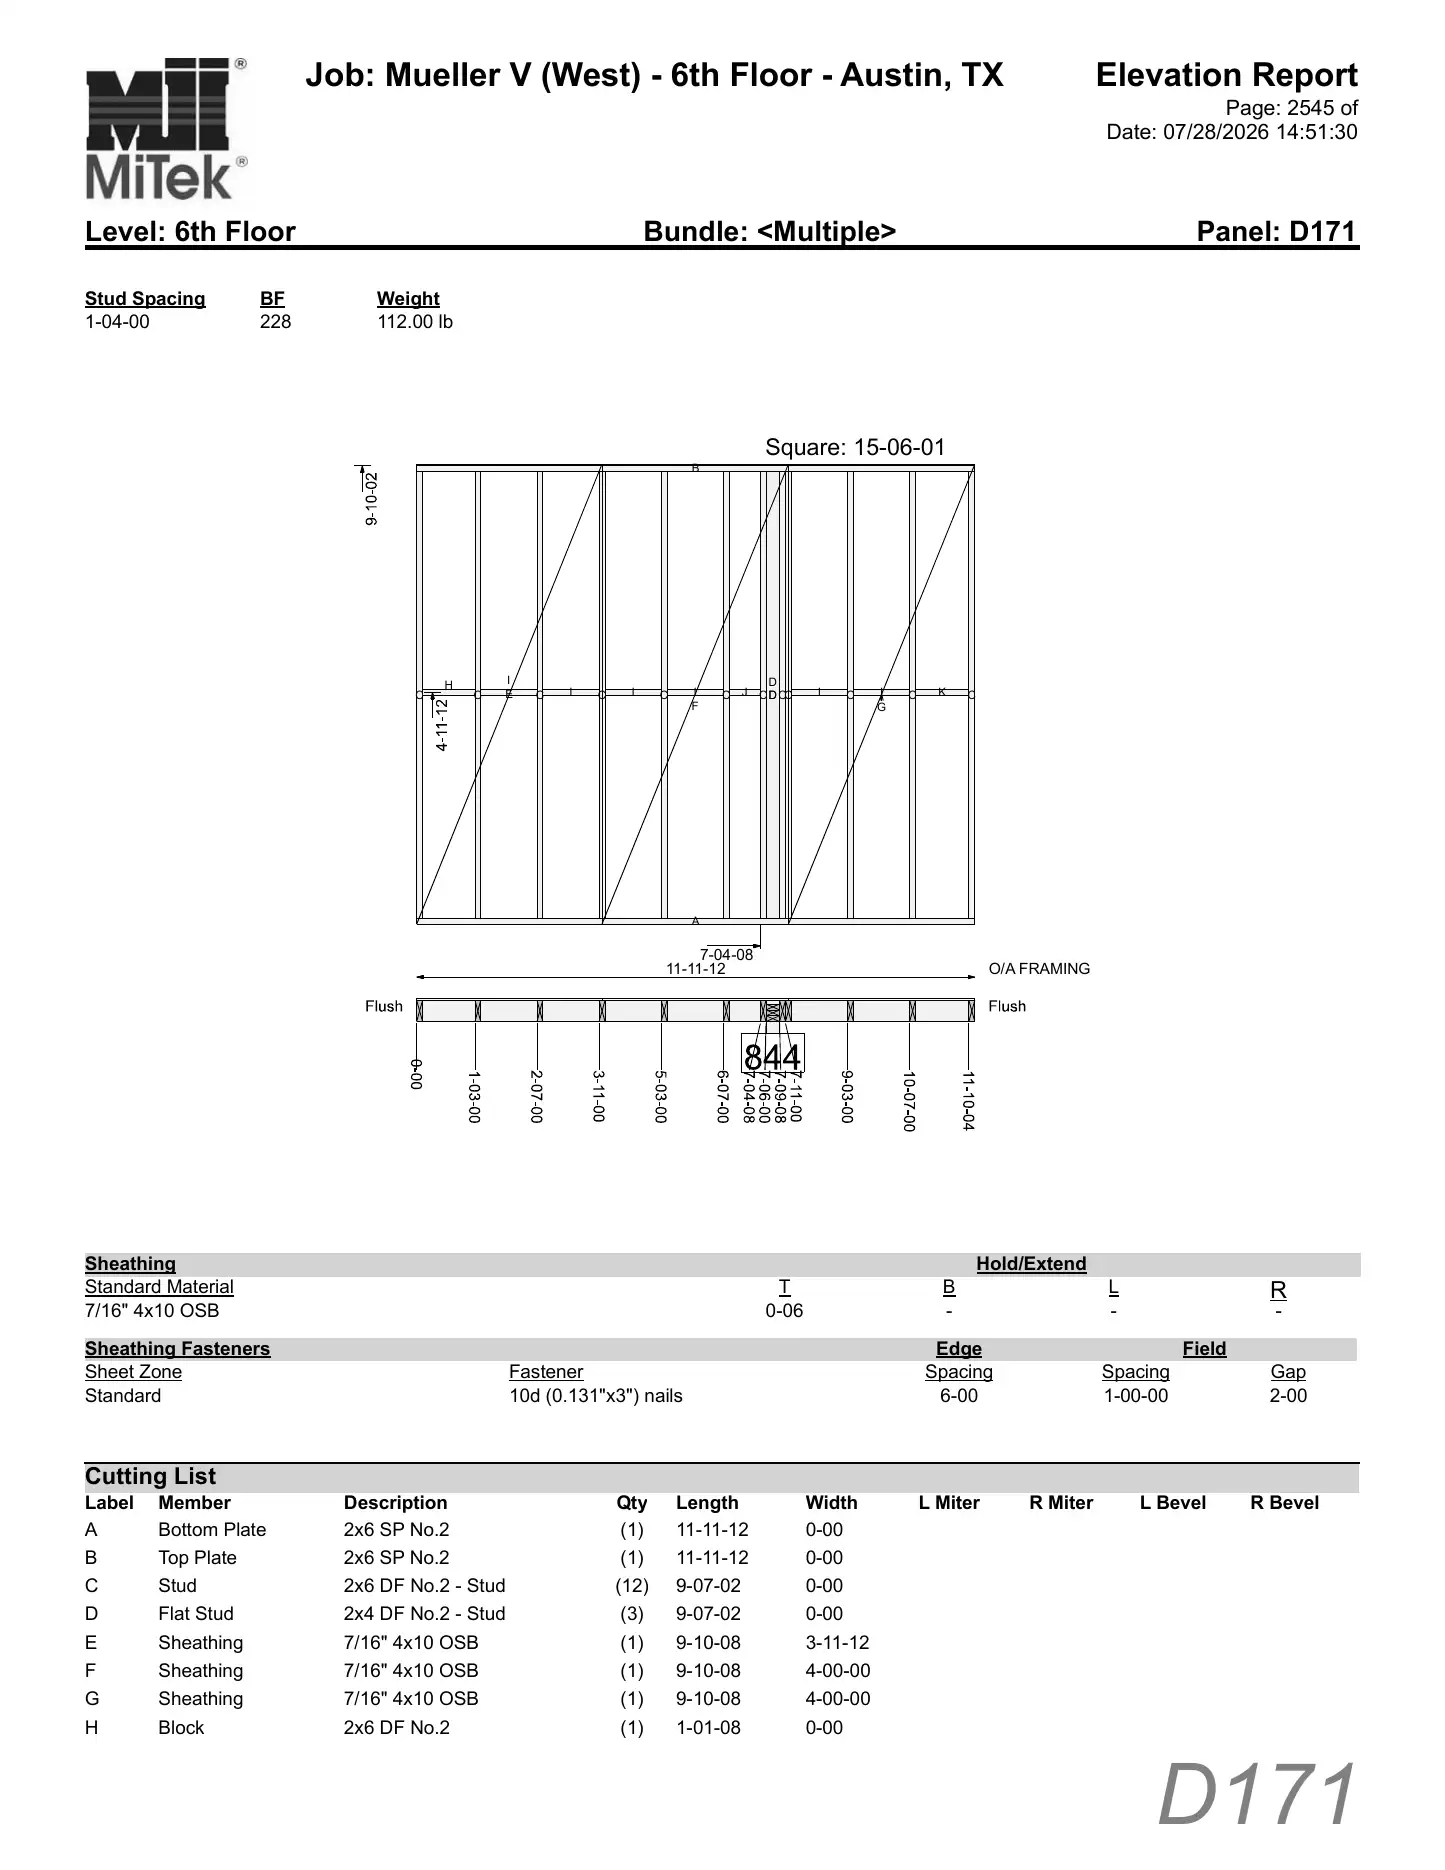 Job: Mueller V (West) - 6th Floor - Austin, TX
Elevation Report
Page: 2545 of
Date: 07/28/2026 14:51:30
MiTek®
Level: 6th Floor Bundle: <Multiple> Panel: D171
Stud Spacing BF Weight
1-04-00 228 112.00 lb
Square: 15-06-01
B
9-10-02
H I E I I I J D D I I K
F G
4-11-12
A
7-04-08
11-11-12 O/A FRAMING
Flush Flush
844
0-00 1-03-00 2-07-00 3-11-00 5-03-00 6-07-00 7-04-08 7-06-00 7-09-08 7-11-00 9-03-00 10-07-00 11-10-04
Sheathing Hold/Extend
Standard Material T B L R
7/16" 4x10 OSB 0-06 - - -
Sheathing Fasteners Edge Field
Sheet Zone Fastener Spacing Spacing Gap
Standard 10d (0.131"x3") nails 6-00 1-00-00 2-00
Cutting List
Label Member Description Qty Length Width L Miter R Miter L Bevel R Bevel
A Bottom Plate 2x6 SP No.2 (1) 11-11-12 0-00
B Top Plate 2x6 SP No.2 (1) 11-11-12 0-00
C Stud 2x6 DF No.2 - Stud (12) 9-07-02 0-00
D Flat Stud 2x4 DF No.2 - Stud (3) 9-07-02 0-00
E Sheathing 7/16" 4x10 OSB (1) 9-10-08 3-11-12
F Sheathing 7/16" 4x10 OSB (1) 9-10-08 4-00-00
G Sheathing 7/16" 4x10 OSB (1) 9-10-08 4-00-00
H Block 2x6 DF No.2 (1) 1-01-08 0-00
D171